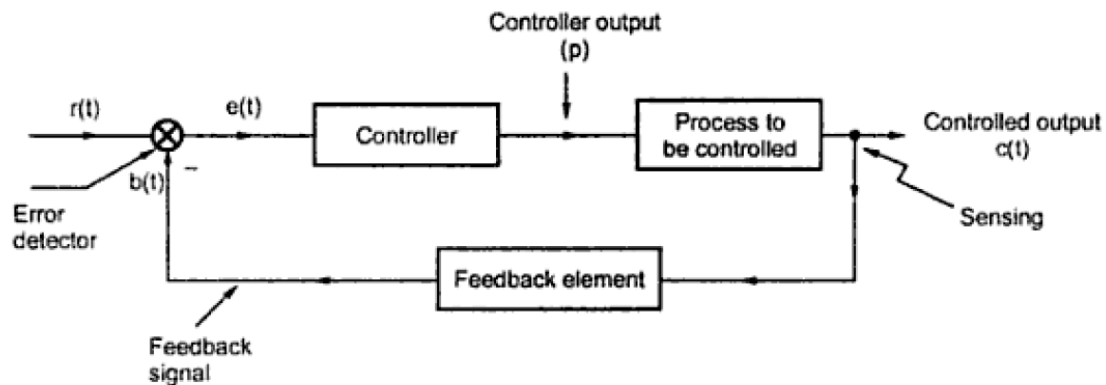 Controller output
(p)
r(t)
e(t)
Controller
Process to
be controlled
Controlled output
c(t)
b(t)
−
Error
detector
Sensing
Feedback element
Feedback
signal